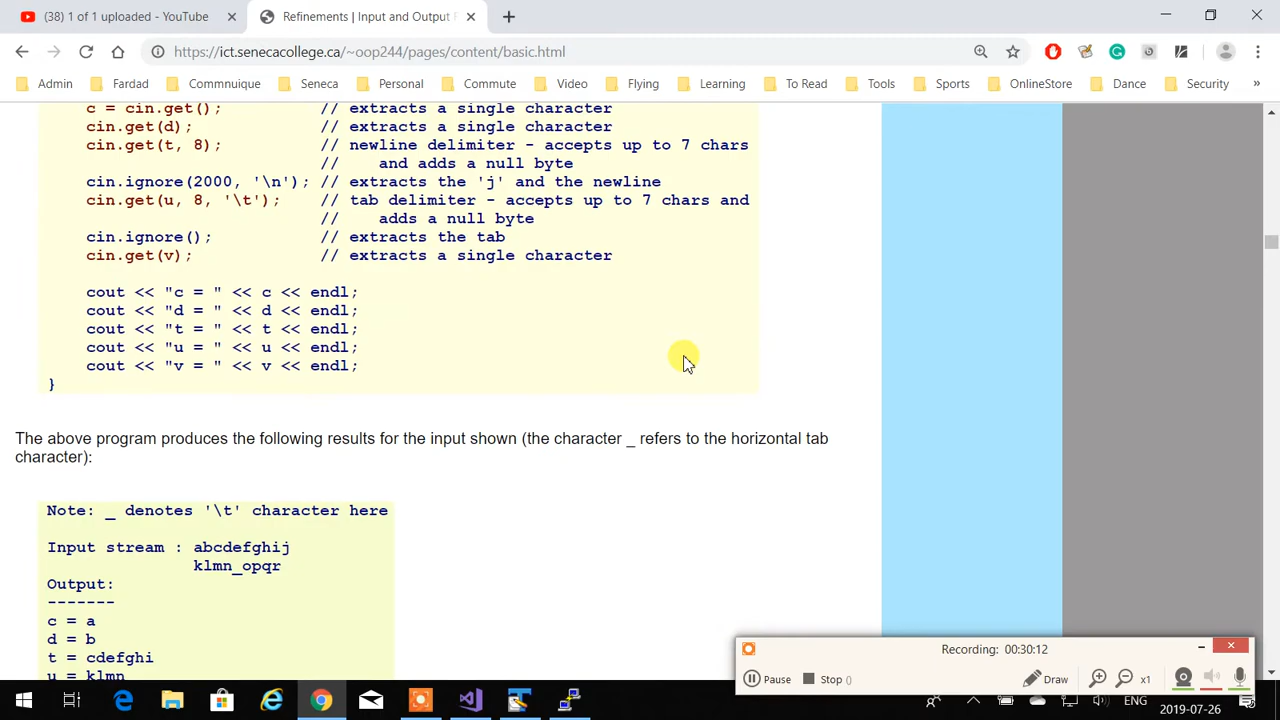 (38) 1 of 1 uploaded - YouTube
Refinements | Input and Output
https://ict.senecacollege.ca/~oop244/pages/content/basic.html
Admin Fardad Commnuique Seneca Personal Commute Video Flying Learning To Read Tools Sports OnlineStore Dance Security »
c = cin.get(); // extracts a single character
cin.get(d); // extracts a single character
cin.get(t, 8); // newline delimiter - accepts up to 7 chars
// and adds a null byte
cin.ignore(2000, '\n'); // extracts the 'j' and the newline
cin.get(u, 8, '\t'); // tab delimiter - accepts up to 7 chars and
// adds a null byte
cin.ignore(); // extracts the tab
cin.get(v); // extracts a single character
cout << "c = " << c << endl;
cout << "d = " << d << endl;
cout << "t = " << t << endl;
cout << "u = " << u << endl;
cout << "v = " << v << endl;
}
The above program produces the following results for the input shown (the character _ refers to the horizontal tab
character):
Note: _ denotes '\t' character here
Input stream : abcdefghij
klmn_opqr
Output:
-------
c = a
d = b
t = cdefghi
u = klmn
Recording: 00:30:12
Pause Stop () Draw x1
ENG
2019-07-26